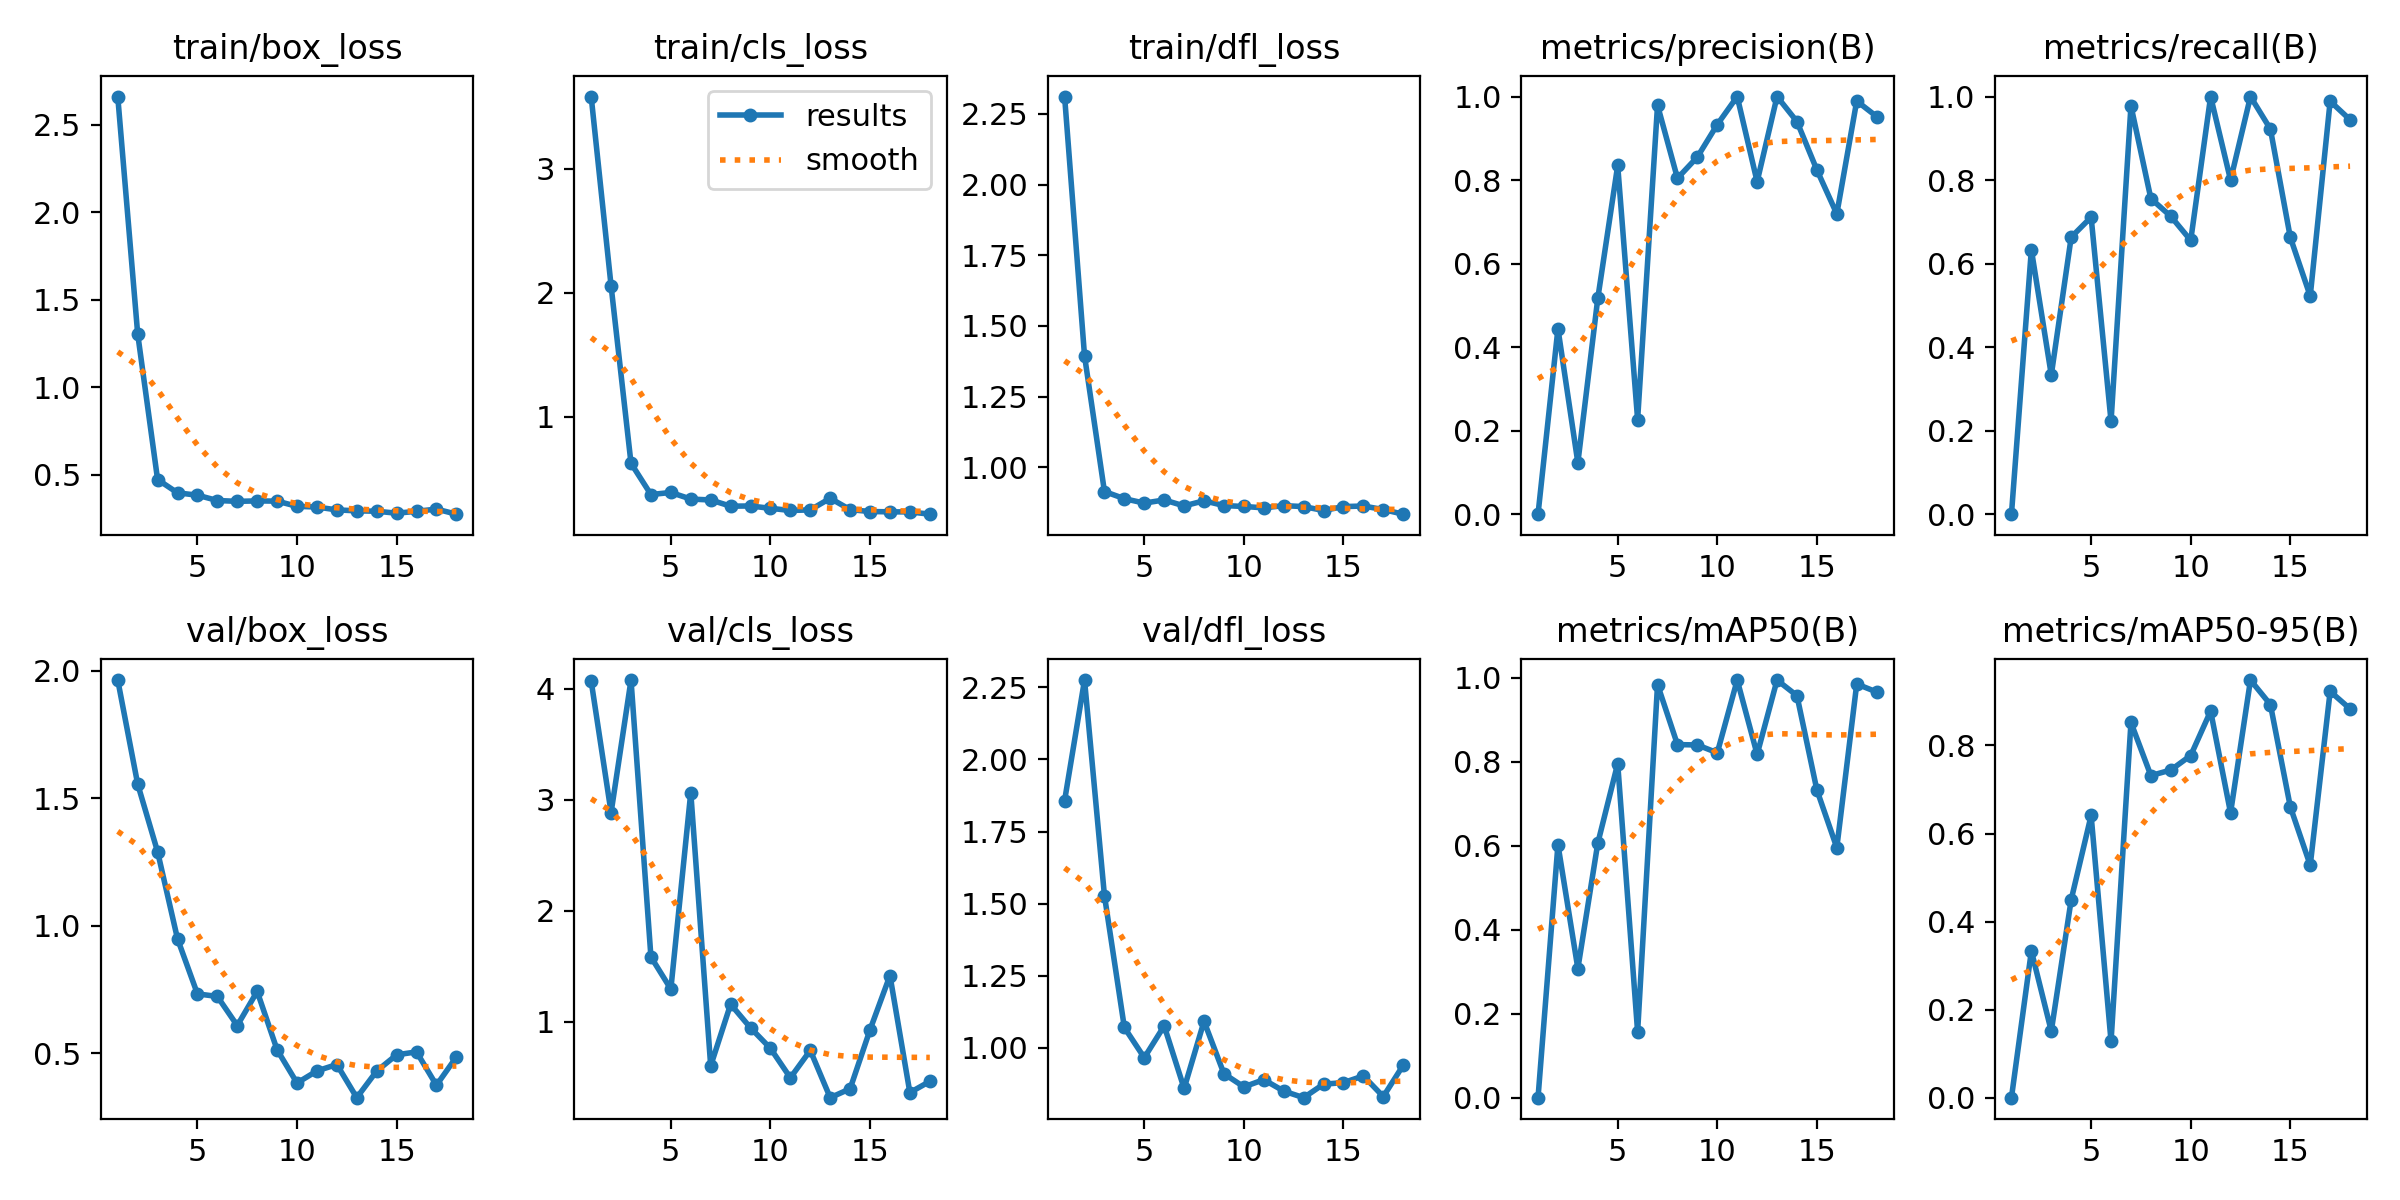 train/box_loss
train/cls_loss
train/dfl_loss
metrics/precision(B)
metrics/recall(B)
2.5
2.0
1.5
1.0
0.5
5 10 15
results
smooth
3
2
1
5 10 15
2.25
2.00
1.75
1.50
1.25
1.00
5 10 15
1.0
0.8
0.6
0.4
0.2
0.0
5 10 15
1.0
0.8
0.6
0.4
0.2
0.0
5 10 15
val/box_loss
val/cls_loss
val/dfl_loss
metrics/mAP50(B)
metrics/mAP50-95(B)
2.0
1.5
1.0
0.5
5 10 15
4
3
2
1
5 10 15
2.25
2.00
1.75
1.50
1.25
1.00
5 10 15
1.0
0.8
0.6
0.4
0.2
0.0
5 10 15
0.8
0.6
0.4
0.2
0.0
5 10 15